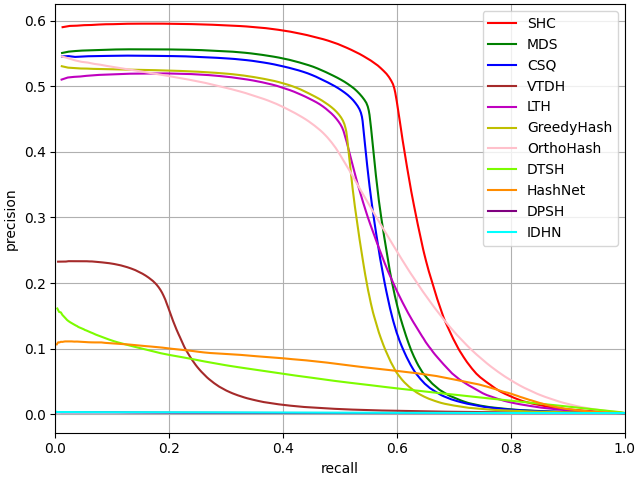 0.6
0.5
0.4
0.3
0.2
0.1
0.0
precision
0.0
0.2
0.4
0.6
0.8
1.0
recall
SHC
MDS
CSQ
VTDH
LTH
GreedyHash
OrthoHash
DTSH
HashNet
DPSH
IDHN